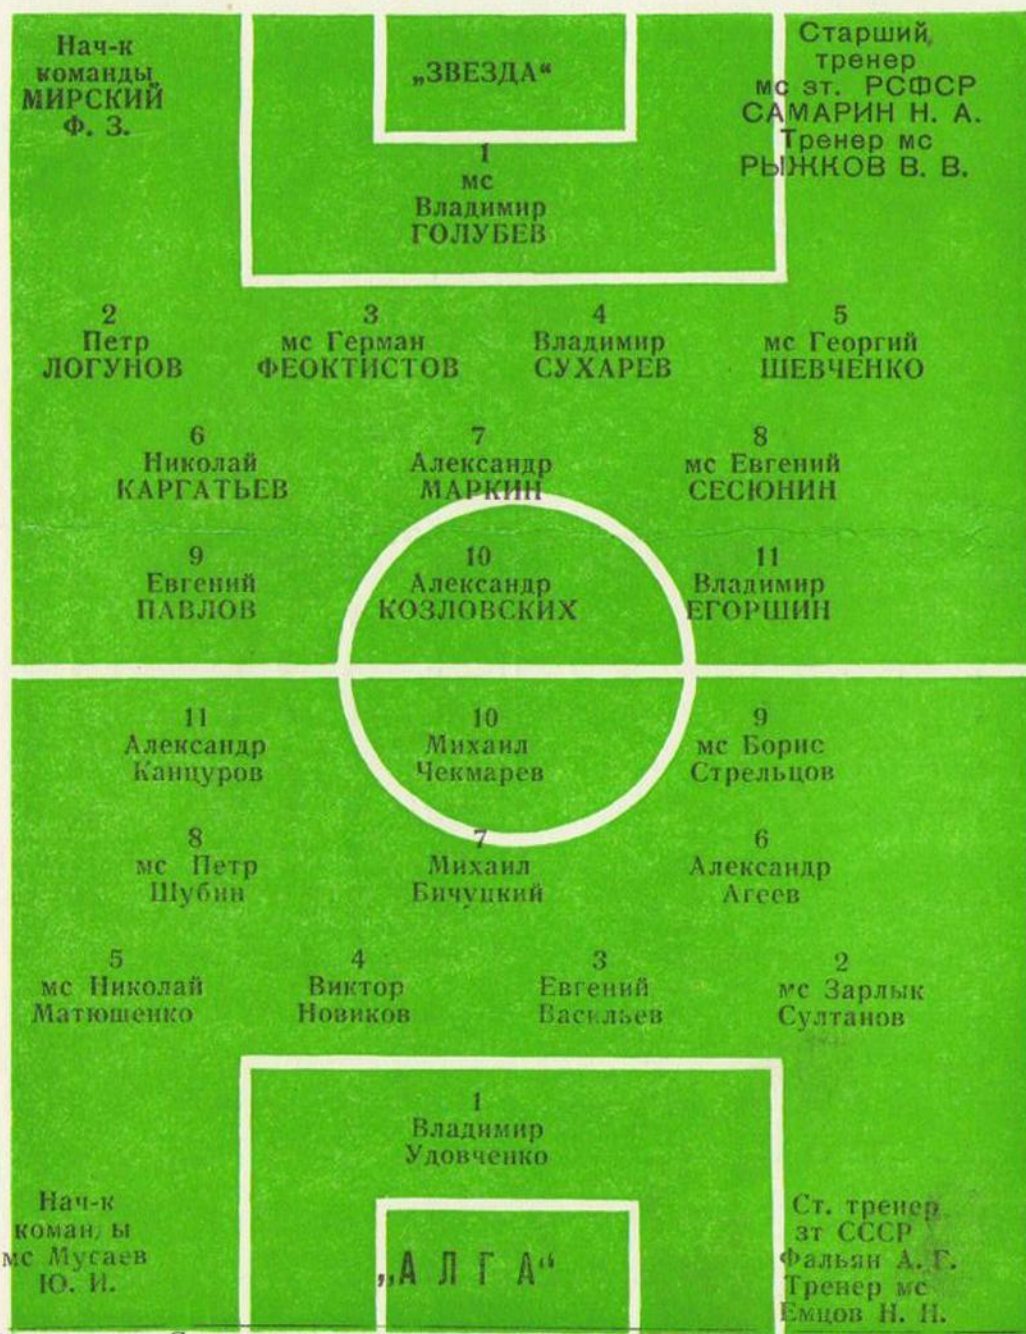 Нач-к
команды
МИРСКИЙ
Ф. З.
„ЗВЕЗДА“
Старший
тренер
мс зт. РСФСР
САМАРИН Н. А.
Тренер мс
РЫЖКОВ В. В.
1
мс
Владимир
ГОЛУБЕВ
2
Петр
ЛОГУНОВ
3
мс Герман
ФЕОКТИСТОВ
4
Владимир
СУХАРЕВ
5
мс Георгий
ШЕВЧЕНКО
6
Николай
КАРГАТЬЕВ
7
Александр
МАРКИН
8
мс Евгений
СЕСЮНИН
9
Евгений
ПАВЛОВ
10
Александр
КОЗЛОВСКИХ
11
Владимир
ЕГОРШИН
11
Александр
Канцуров
10
Михаил
Чекмарев
9
мс Борис
Стрельцов
8
мс Петр
Шубин
7
Михаил
Бичуцкий
6
Александр
Агеев
5
мс Николай
Матюшенко
4
Виктор
Новиков
3
Евгений
Васильев
2
мс Зарлык
Султанов
1
Владимир
Удовченко
Нач-к
команды
мс Мусаев
Ю. И.
„АЛГА“
Ст. тренер
зт СССР
Фальян А. Г.
Тренер мс
Емцов Н. Н.